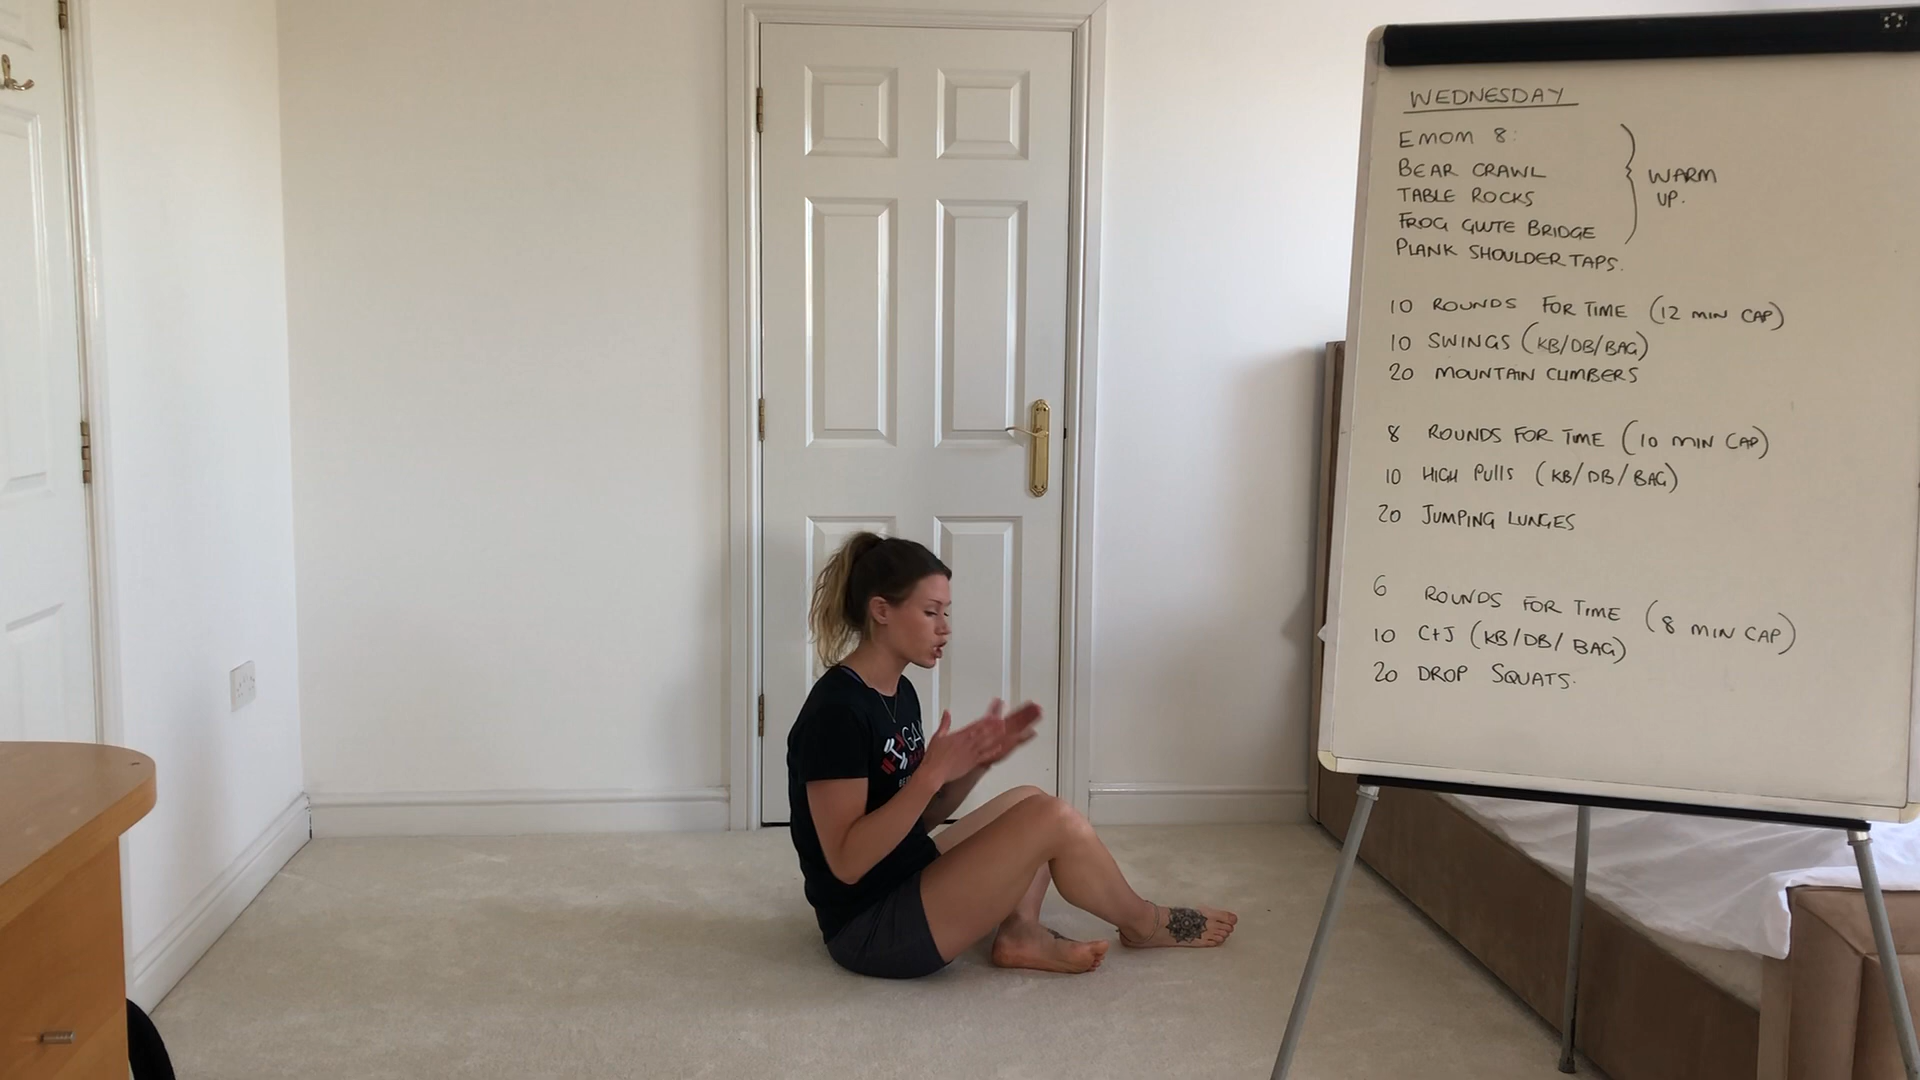 WEDNESDAY
EMOM 8:
BEAR CRAWL
TABLE ROCKS
FROG GLUTE BRIDGE
PLANK SHOULDER TAPS.
WARM
UP.
10 ROUNDS FOR TIME (12 MIN CAP)
10 SWINGS (KB/DB/BAG)
20 MOUNTAIN CLIMBERS
8 ROUNDS FOR TIME (10 MIN CAP)
10 HIGH PULLS (KB/DB/BAG)
20 JUMPING LUNGES
6 ROUNDS FOR TIME (8 MIN CAP)
10 C+J (KB/DB/BAG)
20 DROP SQUATS.